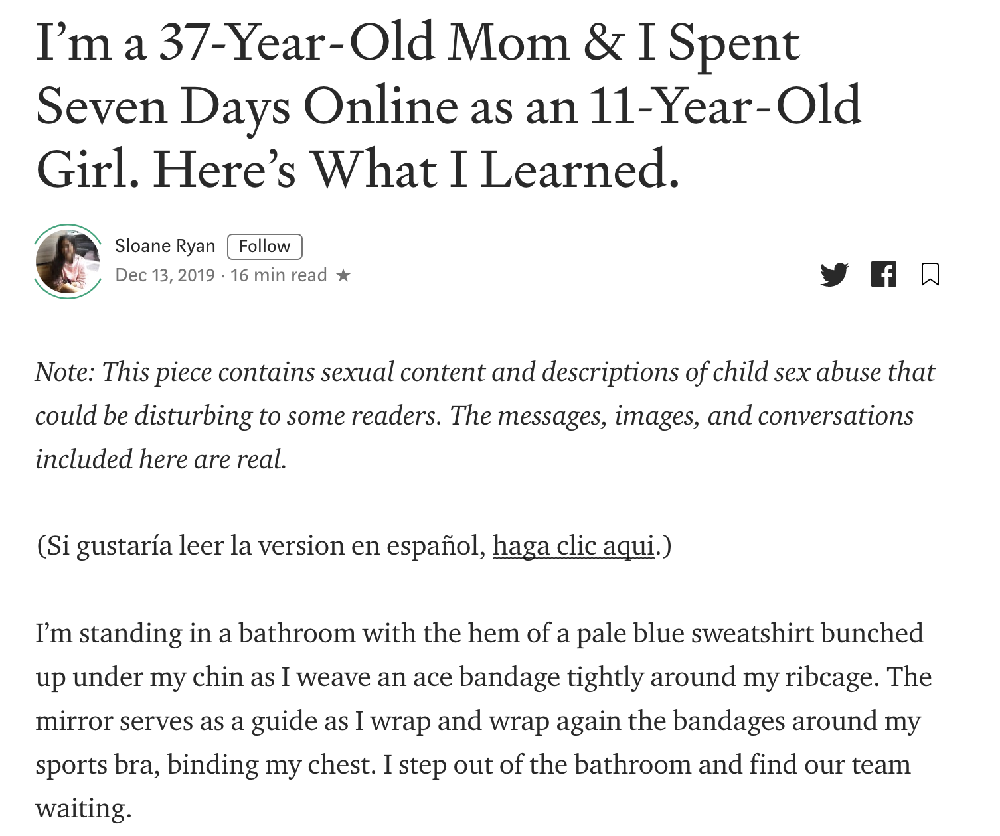 I’m a 37-Year-Old Mom & I Spent
Seven Days Online as an 11-Year-Old
Girl. Here’s What I Learned.
Sloane Ryan Follow
Dec 13, 2019 · 16 min read ★
Note: This piece contains sexual content and descriptions of child sex abuse that
could be disturbing to some readers. The messages, images, and conversations
included here are real.
(Si gustaría leer la version en español, haga clic aqui.)
I’m standing in a bathroom with the hem of a pale blue sweatshirt bunched
up under my chin as I weave an ace bandage tightly around my ribcage. The
mirror serves as a guide as I wrap and wrap again the bandages around my
sports bra, binding my chest. I step out of the bathroom and find our team
waiting.